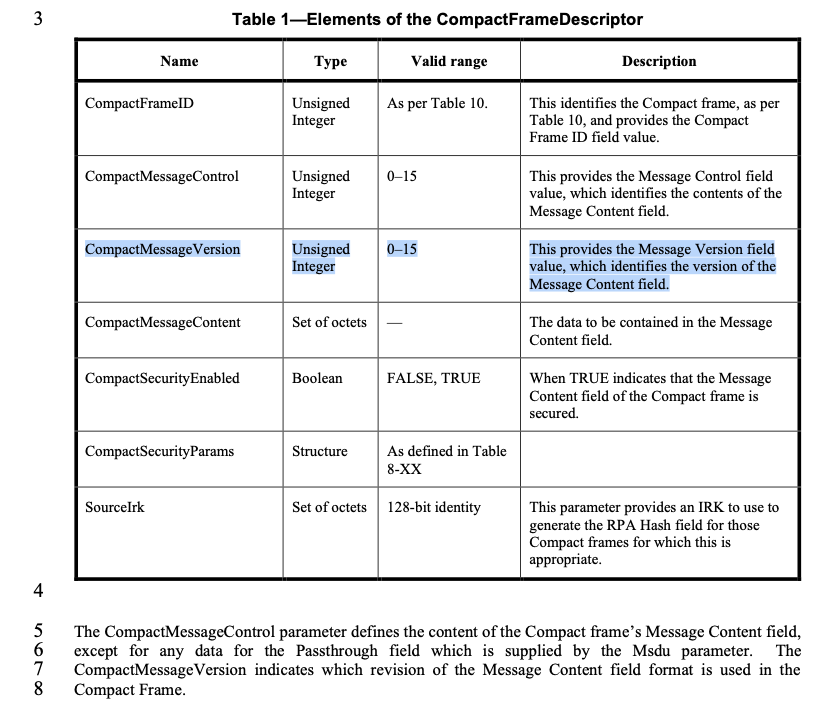 3
Table 1—Elements of the CompactFrameDescriptor
Name Type Valid range Description
CompactFrameID Unsigned As per Table 10. This identifies the Compact frame, as per
Integer Table 10, and provides the Compact
Frame ID field value.
CompactMessageControl Unsigned 0–15 This provides the Message Control field
Integer value, which identifies the contents of the
Message Content field.
CompactMessageVersion Unsigned 0–15 This provides the Message Version field
Integer value, which identifies the version of the
Message Content field.
CompactMessageContent Set of octets — The data to be contained in the Message
Content field.
CompactSecurityEnabled Boolean FALSE, TRUE When TRUE indicates that the Message
Content field of the Compact frame is
secured.
CompactSecurityParams Structure As defined in Table
8-XX
SourceIrk Set of octets 128-bit identity This parameter provides an IRK to use to
generate the RPA Hash field for those
Compact frames for which this is
appropriate.
4
5 The CompactMessageControl parameter defines the content of the Compact frame’s Message Content field,
6 except for any data for the Passthrough field which is supplied by the Msdu parameter. The
7 CompactMessageVersion indicates which revision of the Message Content field format is used in the
8 Compact Frame.